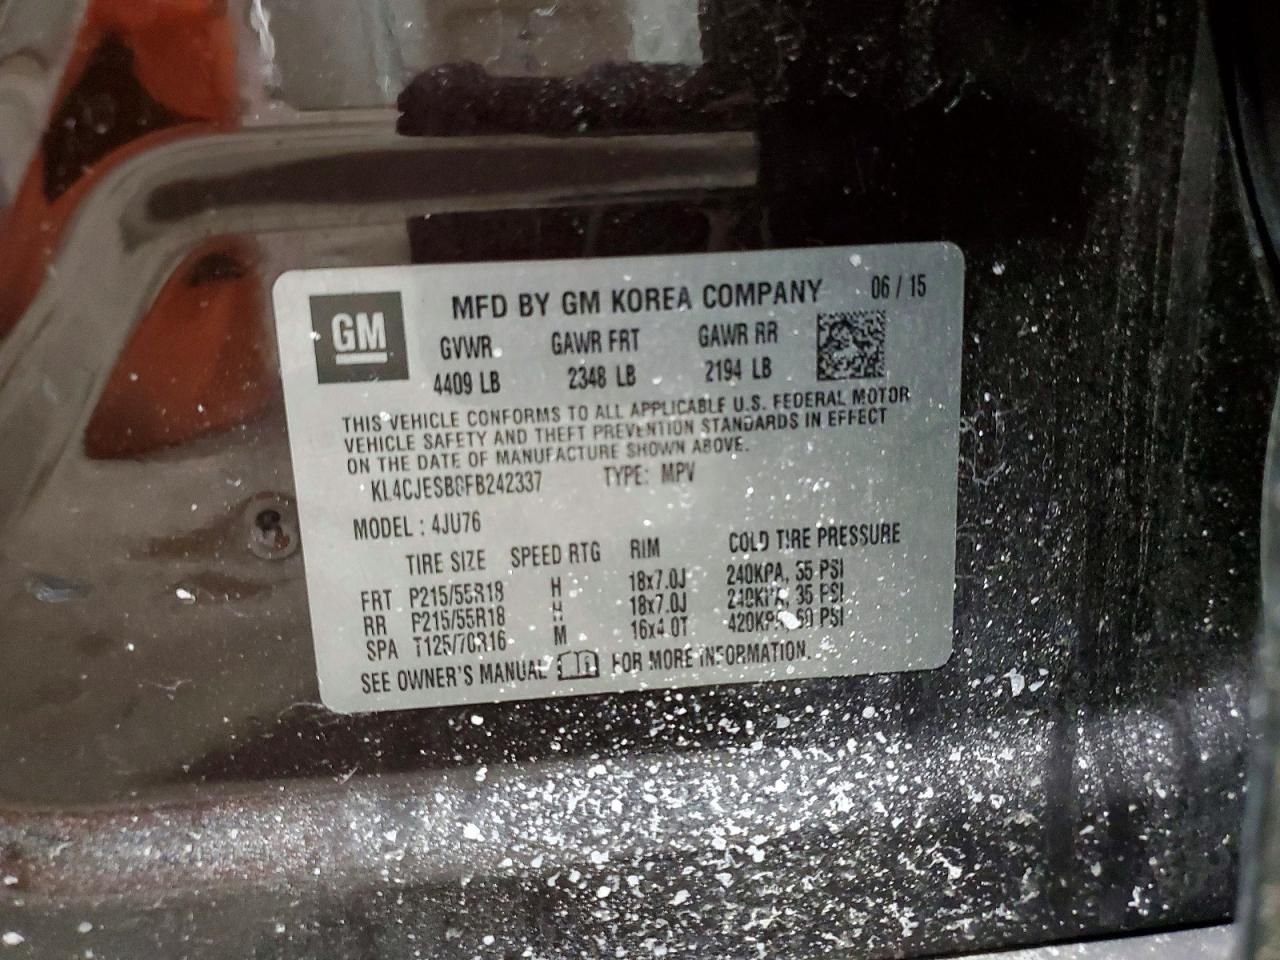 GM
MFD BY GM KOREA COMPANY 06 / 15
GVWR GAWR FRT GAWR RR
4409 LB 2348 LB 2194 LB
THIS VEHICLE CONFORMS TO ALL APPLICABLE U.S. FEDERAL MOTOR
VEHICLE SAFETY AND THEFT PREVENTION STANDARDS IN EFFECT
ON THE DATE OF MANUFACTURE SHOWN ABOVE.
KL4CJESB8FB242337 TYPE: MPV
MODEL : 4JU76
TIRE SIZE SPEED RTG RIM COLD TIRE PRESSURE
FRT P215/55R18 H 18x7.0J 240KPA, 35 PSI
RR P215/55R18 H 18x7.0J 240KPA, 35 PSI
SPA T125/70R16 M 16x4.0T 420KPA, 60 PSI
SEE OWNER'S MANUAL FOR MORE INFORMATION.